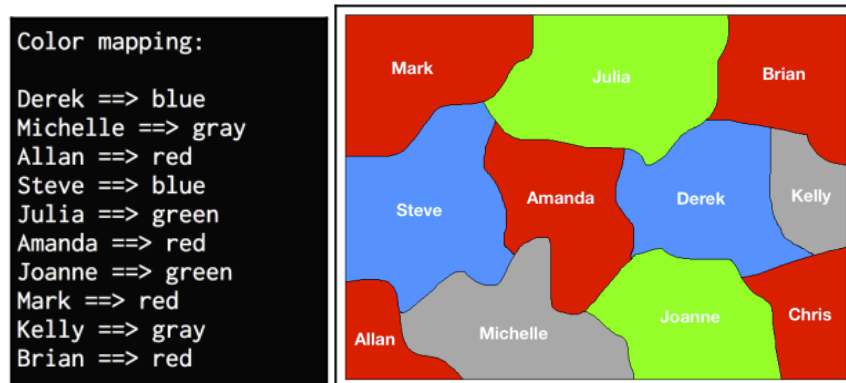 Color mapping:
Derek ==> blue
Michelle ==> gray
Allan ==> red
Steve ==> blue
Julia ==> green
Amanda ==> red
Joanne ==> green
Mark ==> red
Kelly ==> gray
Brian ==> red
Mark
Julia
Brian
Steve
Amanda
Derek
Kelly
Allan
Michelle
Joanne
Chris